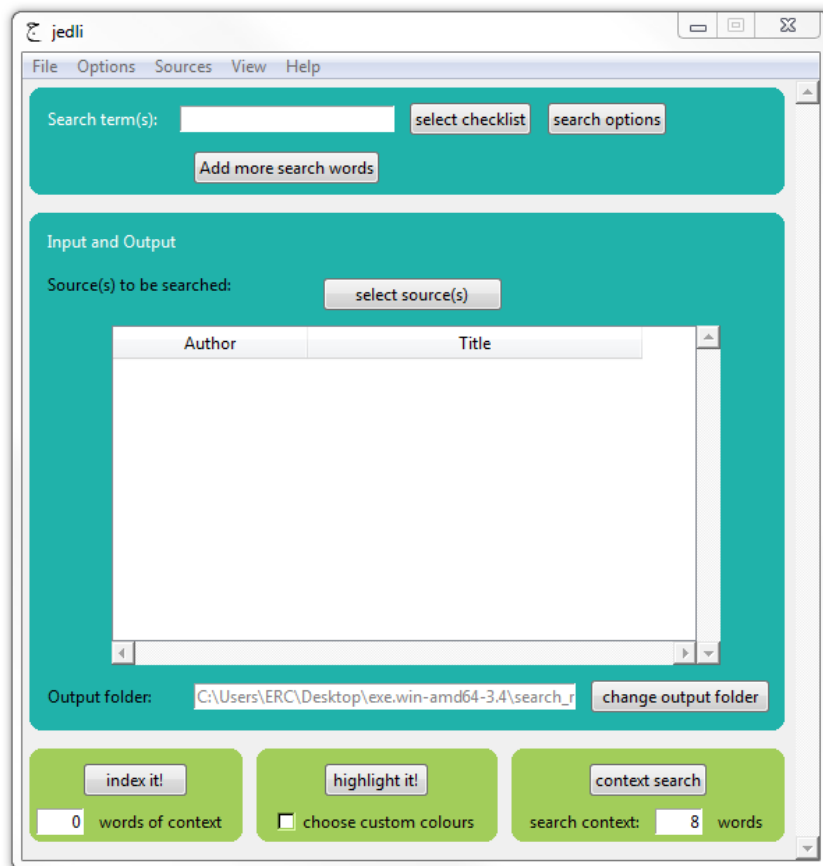 jedli
File Options Sources View Help
Search term(s): select checklist search options
Add more search words
Input and Output
Source(s) to be searched: select source(s)
Author Title
Output folder: C:\Users\ERC\Desktop\exe.win-amd64-3.4\search_r change output folder
index it! highlight it! context search
0 words of context choose custom colours search context: 8 words